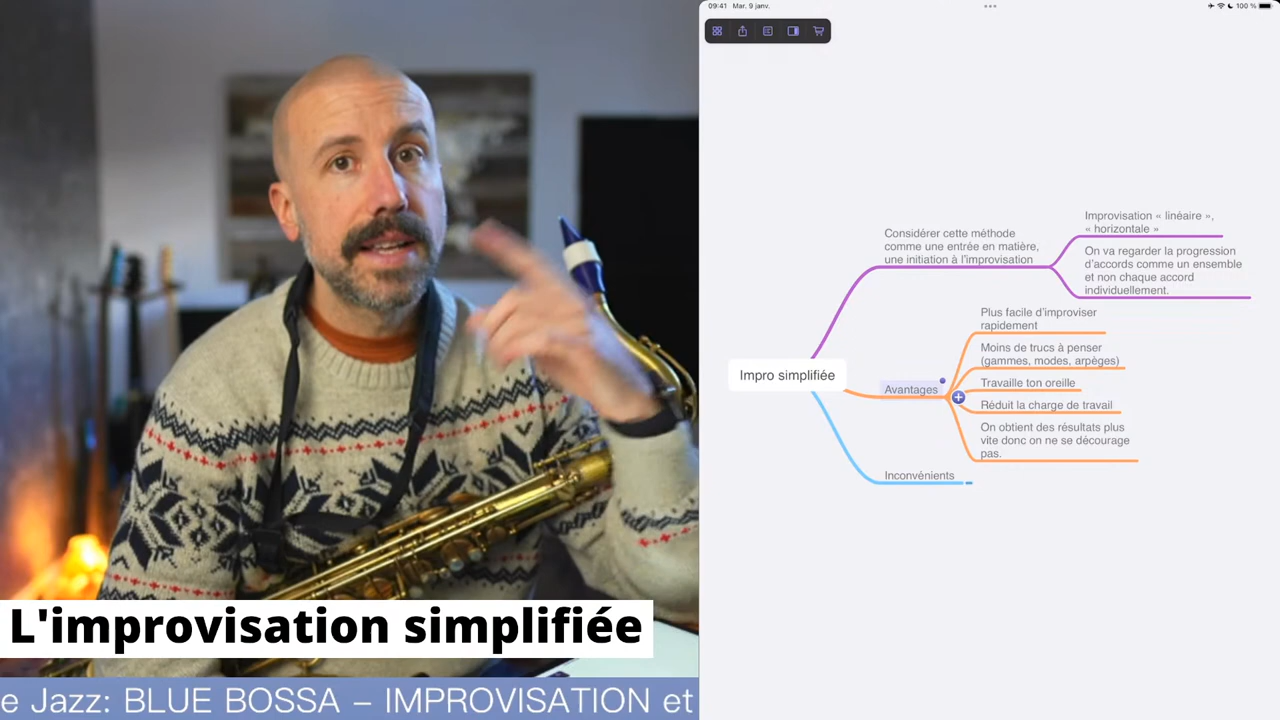 09:41 Mar. 9 janv.
100 %
Considérer cette méthode
comme une entrée en matière,
une initiation à l'improvisation
Improvisation « linéaire »,
« horizontale »
On va regarder la progression
d'accords comme un ensemble
et non chaque accord
individuellement.
Impro simplifiée
Avantages
Plus facile d'improviser
rapidement
Moins de trucs à penser
(gammes, modes, arpèges)
Travaille ton oreille
Réduit la charge de travail
On obtient des résultats plus
vite donc on ne se décourage
pas.
Inconvénients
L'improvisation simplifiée
e Jazz: BLUE BOSSA – IMPROVISATION et